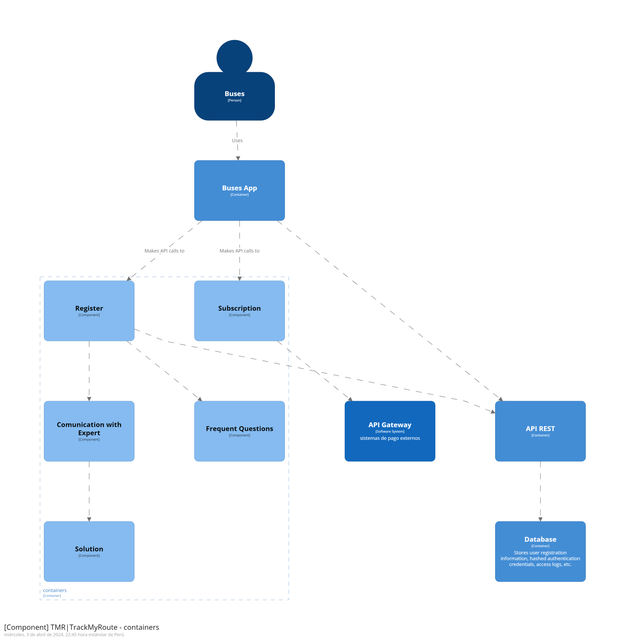 Buses
[Person]
Uses
Buses App
[Container]
Makes API calls to
Makes API calls to
Register
[Component]
Subscription
[Component]
Comunication with
Expert
[Component]
Frequent Questions
[Component]
API Gateway
[Software System]
sistemas de pago externos
API REST
[Container]
Solution
[Component]
Database
[Container]
Stores user registration
information, hashed authentication
credentials, access logs, etc.
containers
[Container]
[Component] TMR|TrackMyRoute - containers
miércoles, 3 de abril de 2024, 22:45 hora estándar de Perú